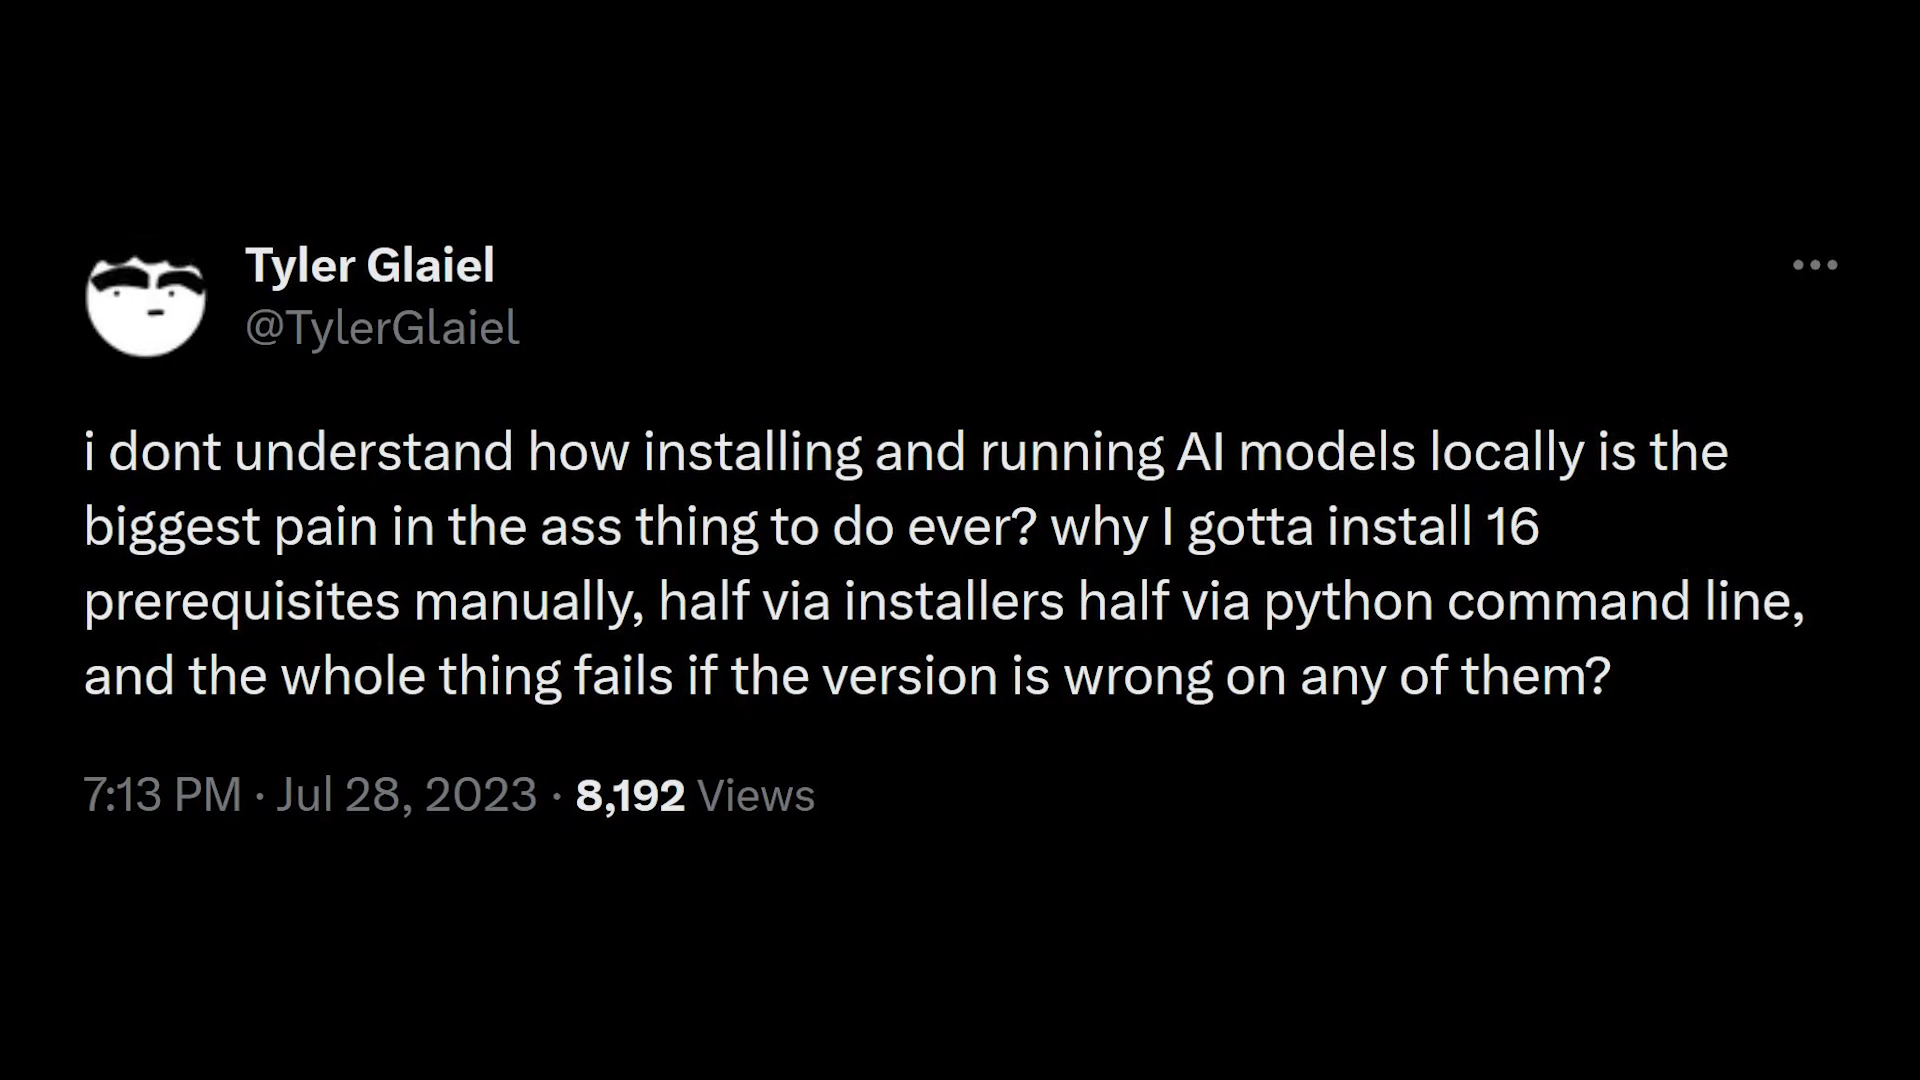 Tyler Glaiel
@TylerGlaiel
i dont understand how installing and running AI models locally is the
biggest pain in the ass thing to do ever? why I gotta install 16
prerequisites manually, half via installers half via python command line,
and the whole thing fails if the version is wrong on any of them?
7:13 PM · Jul 28, 2023 · 8,192 Views